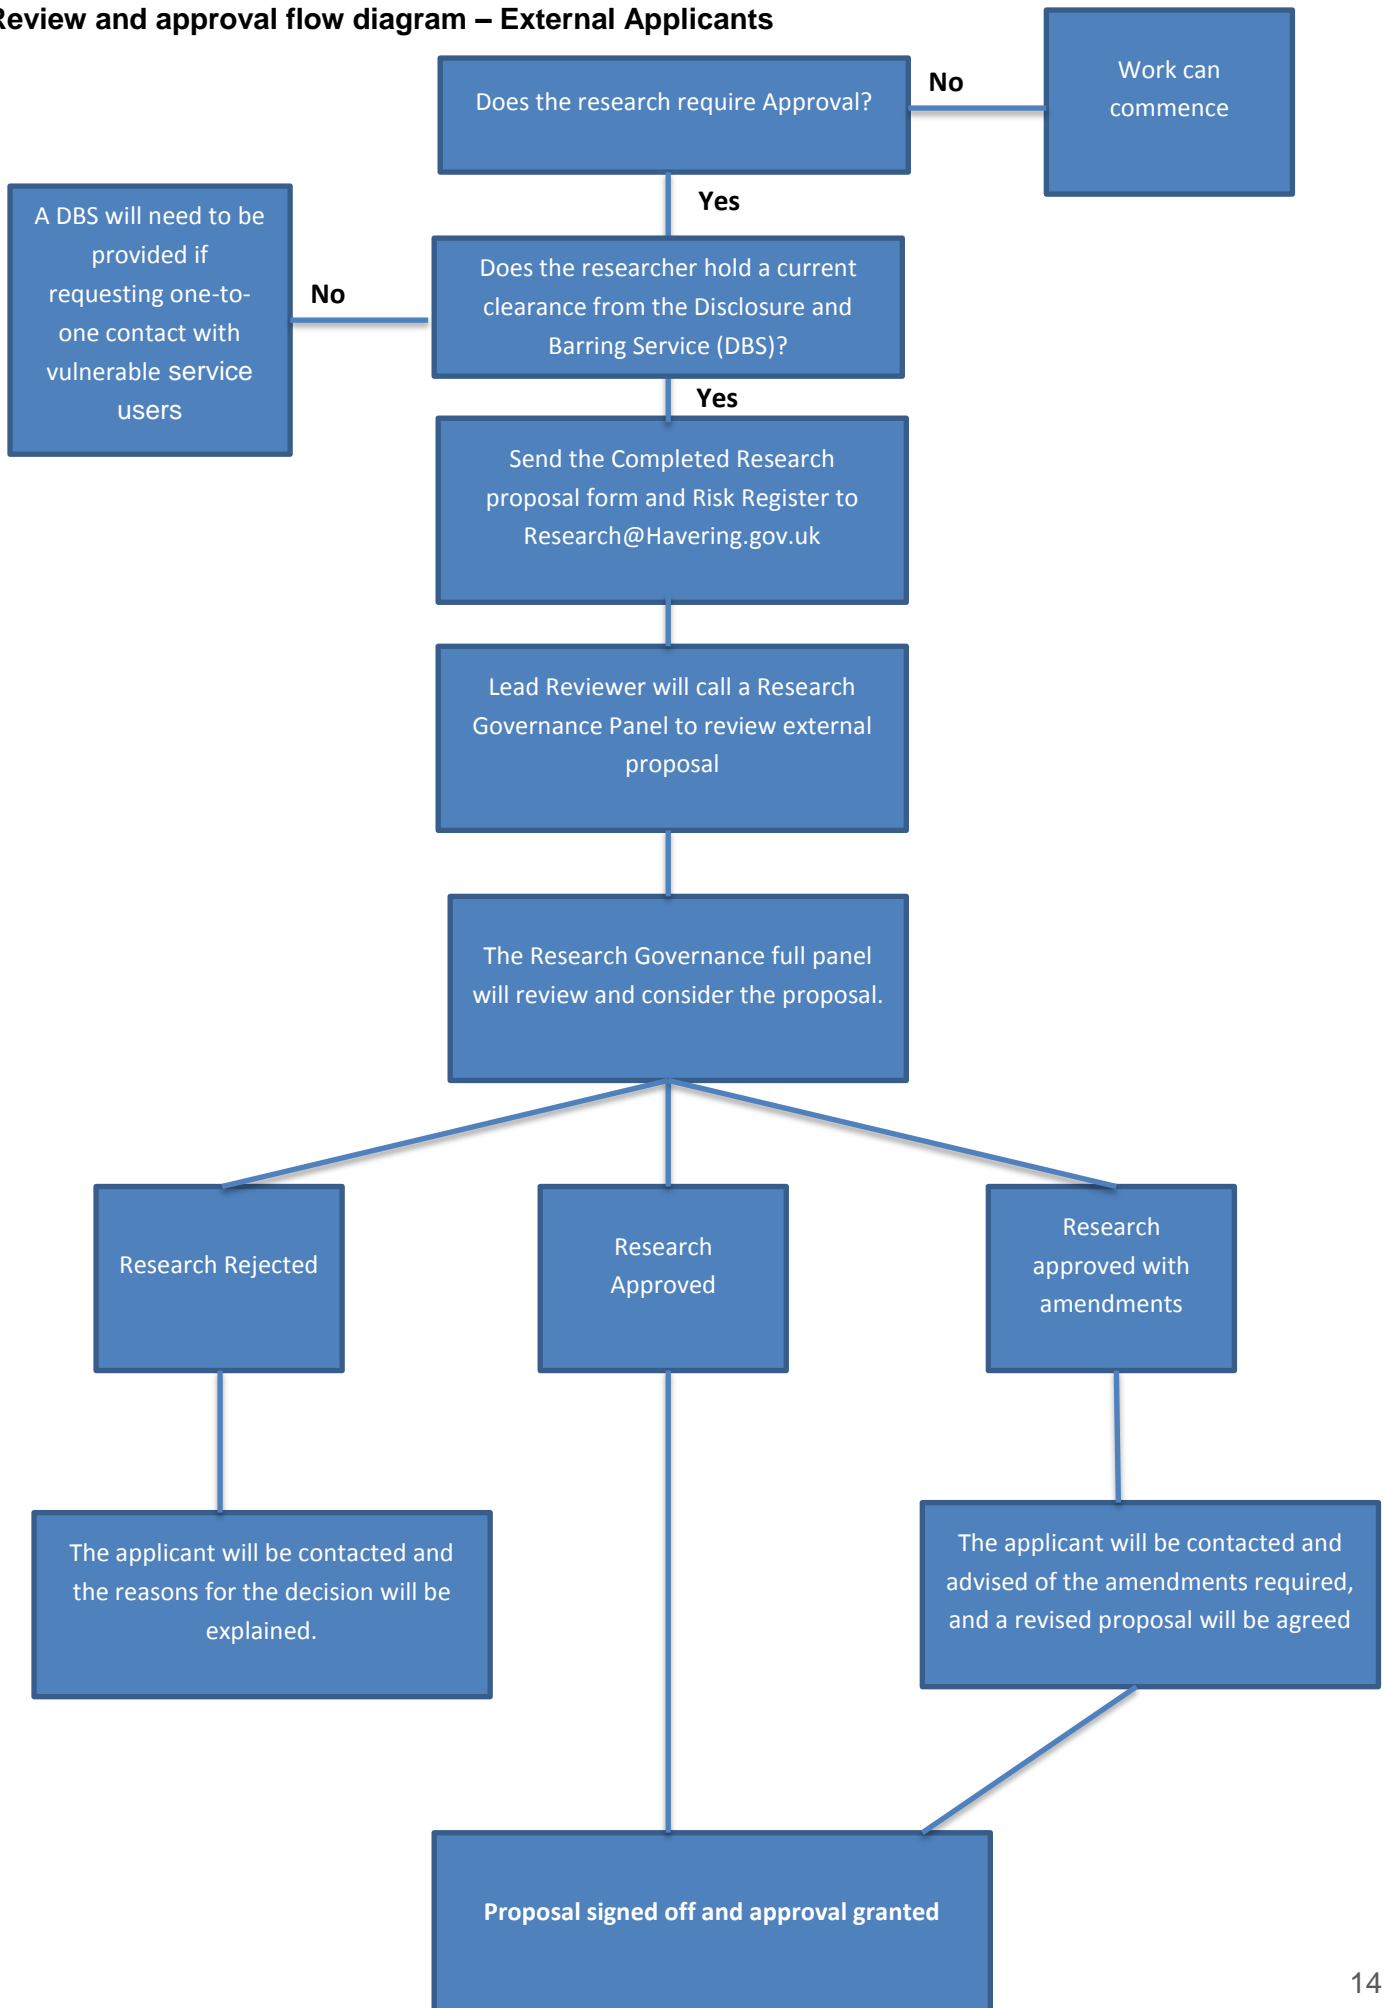 Review and approval flow diagram – External Applicants
Does the research require Approval?
No
Work can
commence
Yes
A DBS will need to be
provided if
requesting one-to-
one contact with
vulnerable service
users
No
Does the researcher hold a current
clearance from the Disclosure and
Barring Service (DBS)?
Yes
Send the Completed Research
proposal form and Risk Register to
Research@Havering.gov.uk
Lead Reviewer will call a Research
Governance Panel to review external
proposal
The Research Governance full panel
will review and consider the proposal.
Research Rejected
Research
Approved
Research
approved with
amendments
The applicant will be contacted and
the reasons for the decision will be
explained.
The applicant will be contacted and
advised of the amendments required,
and a revised proposal will be agreed
Proposal signed off and approval granted
14